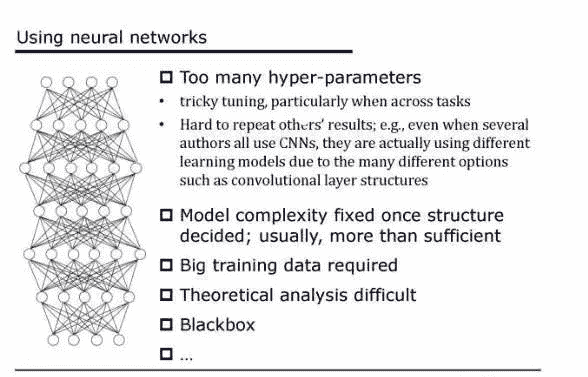 Using neural networks
Too many hyper-parameters
• tricky tuning, particularly when across tasks
• Hard to repeat others’ results; e.g., even when several
authors all use CNNs, they are actually using different
learning models due to the many different options
such as convolutional layer structures
Model complexity fixed once structure
decided; usually, more than sufficient
Big training data required
Theoretical analysis difficult
Blackbox
...